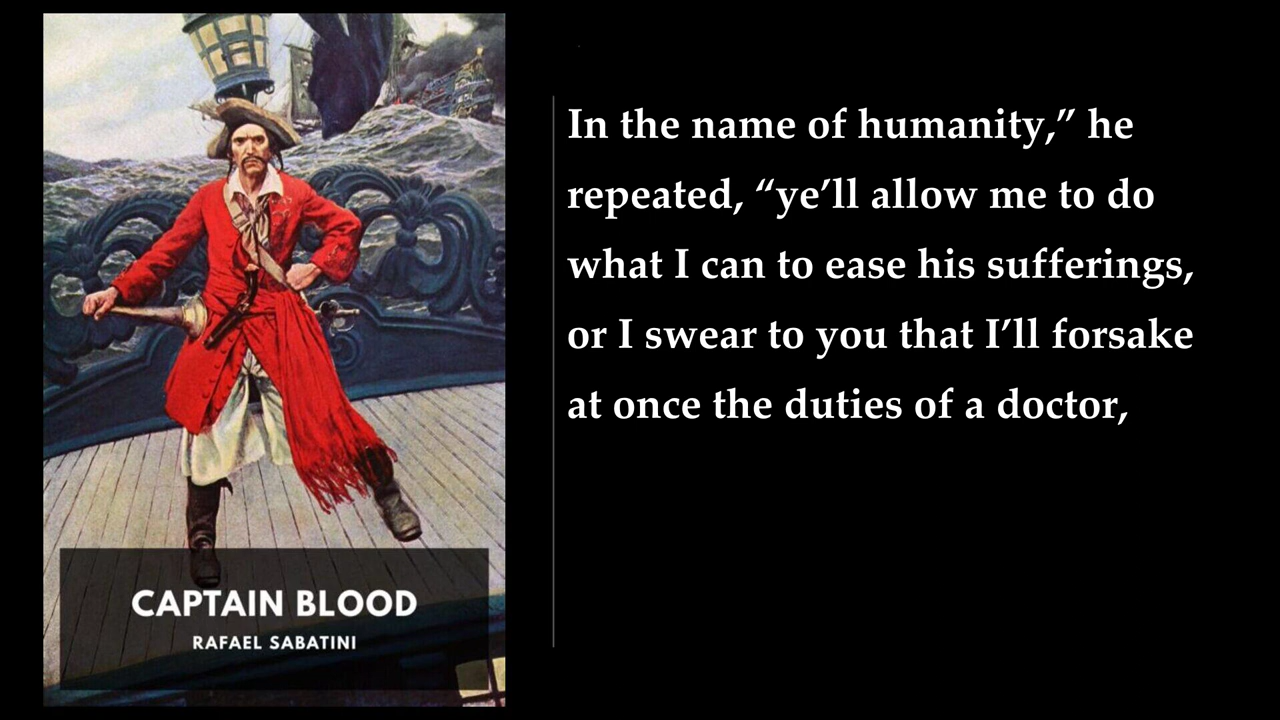 In the name of humanity,” he
repeated, “ye’ll allow me to do
what I can to ease his sufferings,
or I swear to you that I’ll forsake
at once the duties of a doctor,
CAPTAIN BLOOD
RAFAEL SABATINI